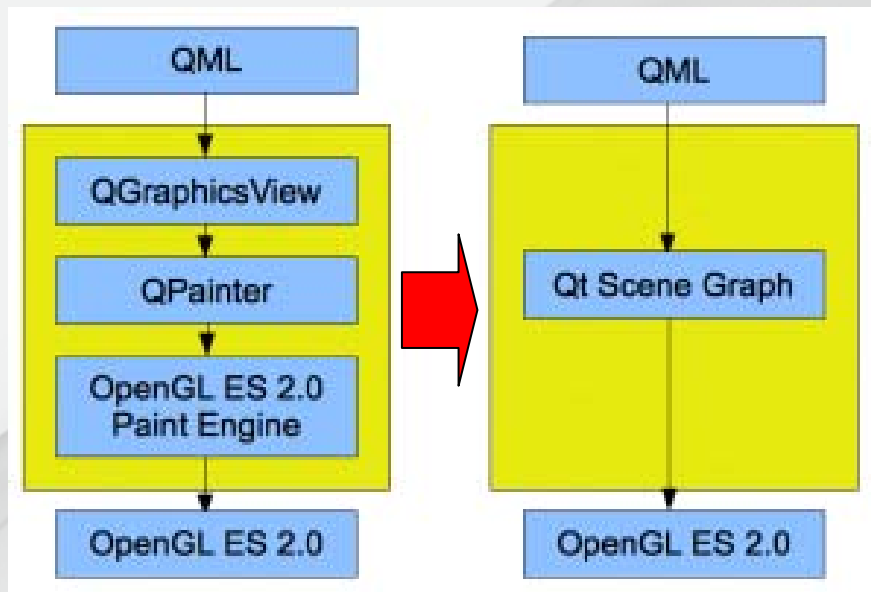 QML
QGraphicsView
QPainter
OpenGL ES 2.0
Paint Engine
OpenGL ES 2.0
QML
Qt Scene Graph
OpenGL ES 2.0